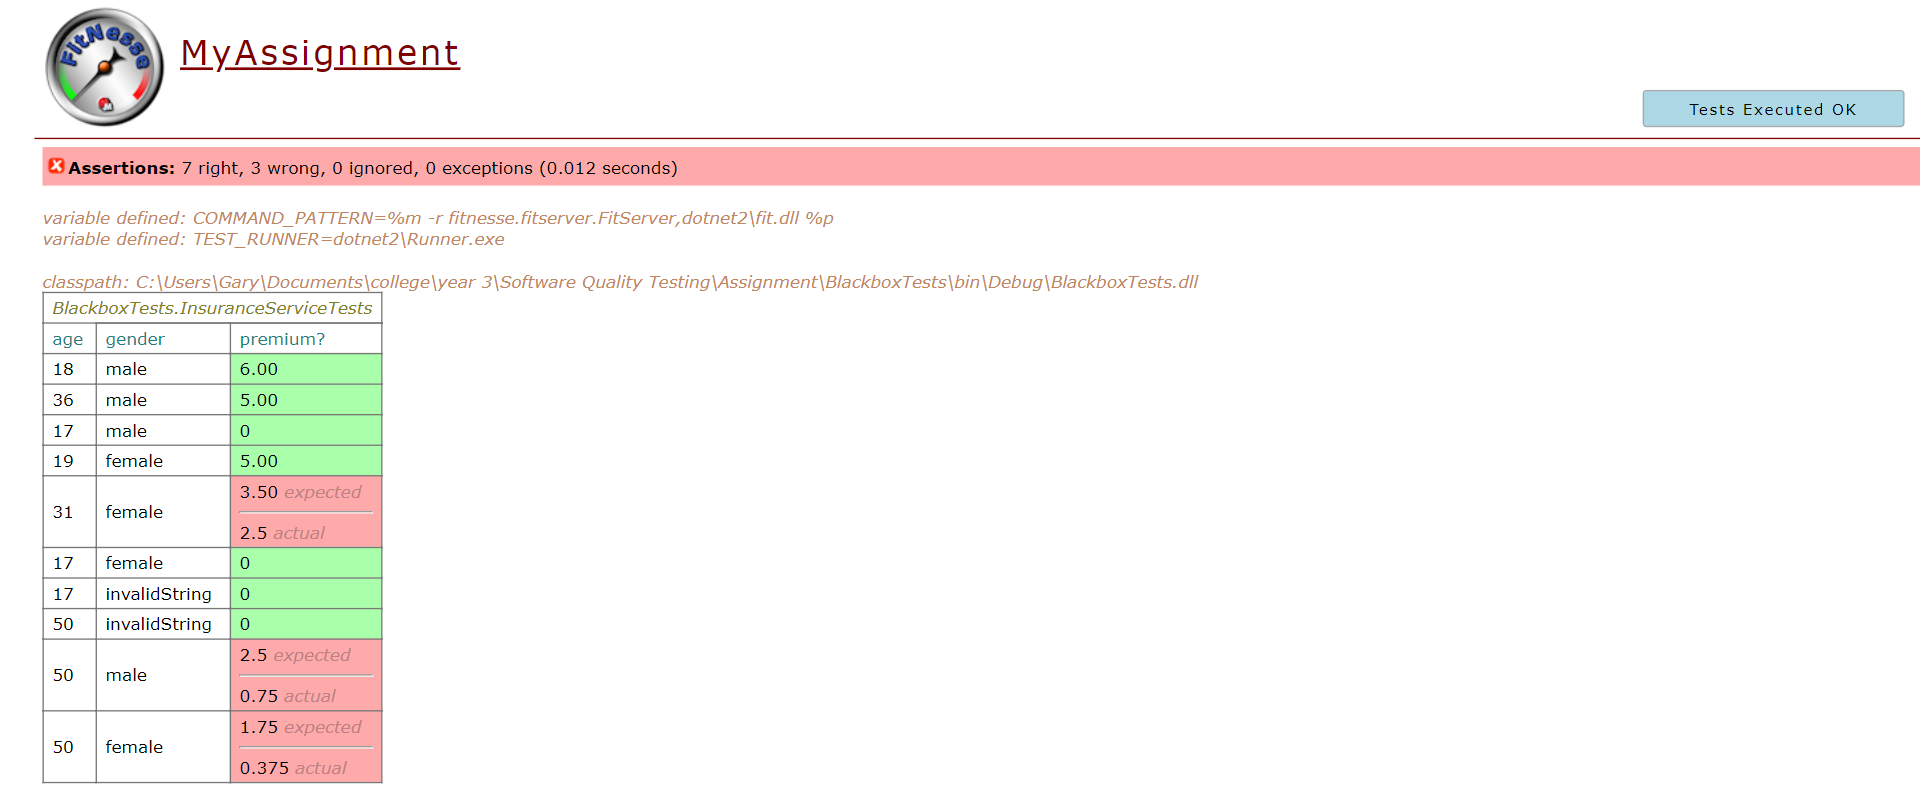 FitNesse
MyAssignment
Tests Executed OK
Assertions: 7 right, 3 wrong, 0 ignored, 0 exceptions (0.012 seconds)
variable defined: COMMAND_PATTERN=%m -r fitnesse.fitserver.FitServer,dotnet2\fit.dll %p
variable defined: TEST_RUNNER=dotnet2\Runner.exe
classpath: C:\Users\Gary\Documents\college\year 3\Software Quality Testing\Assignment\BlackboxTests\bin\Debug\BlackboxTests.dll
BlackboxTests.InsuranceServiceTests
age gender premium?
18 male 6.00
36 male 5.00
17 male 0
19 female 5.00
31 female 3.50 expected
2.5 actual
17 female 0
17 invalidString 0
50 invalidString 0
50 male 2.5 expected
0.75 actual
50 female 1.75 expected
0.375 actual